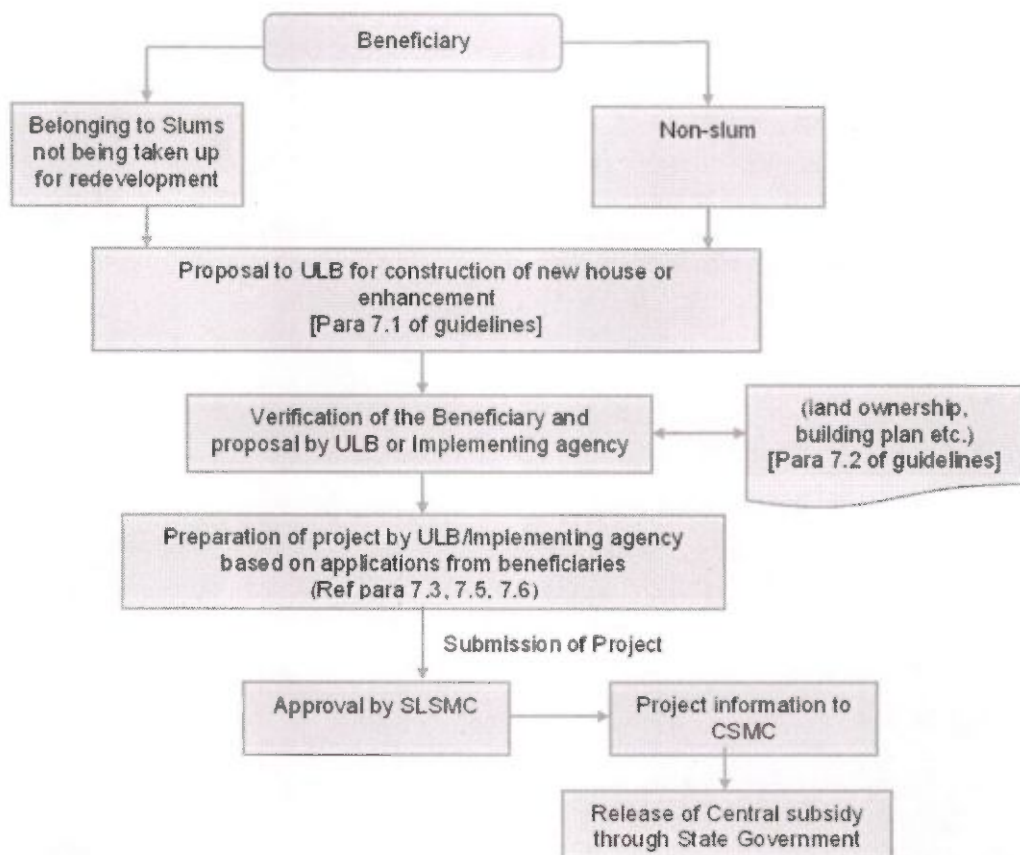 Beneficiary
Belonging to Slums
not being taken up
for redevelopment
Non-slum
Proposal to ULB for construction of new house or
enhancement
[Para 7.1 of guidelines]
Verification of the Beneficiary and
proposal by ULB or Implementing agency
(land ownership,
building plan etc.)
[Para 7.2 of guidelines]
Preparation of project by ULB/Implementing agency
based on applications from beneficiaries
(Ref para 7.3, 7.5, 7.6)
Submission of Project
Approval by SLSMC
Project information to
CSMC
Release of Central subsidy
through State Government